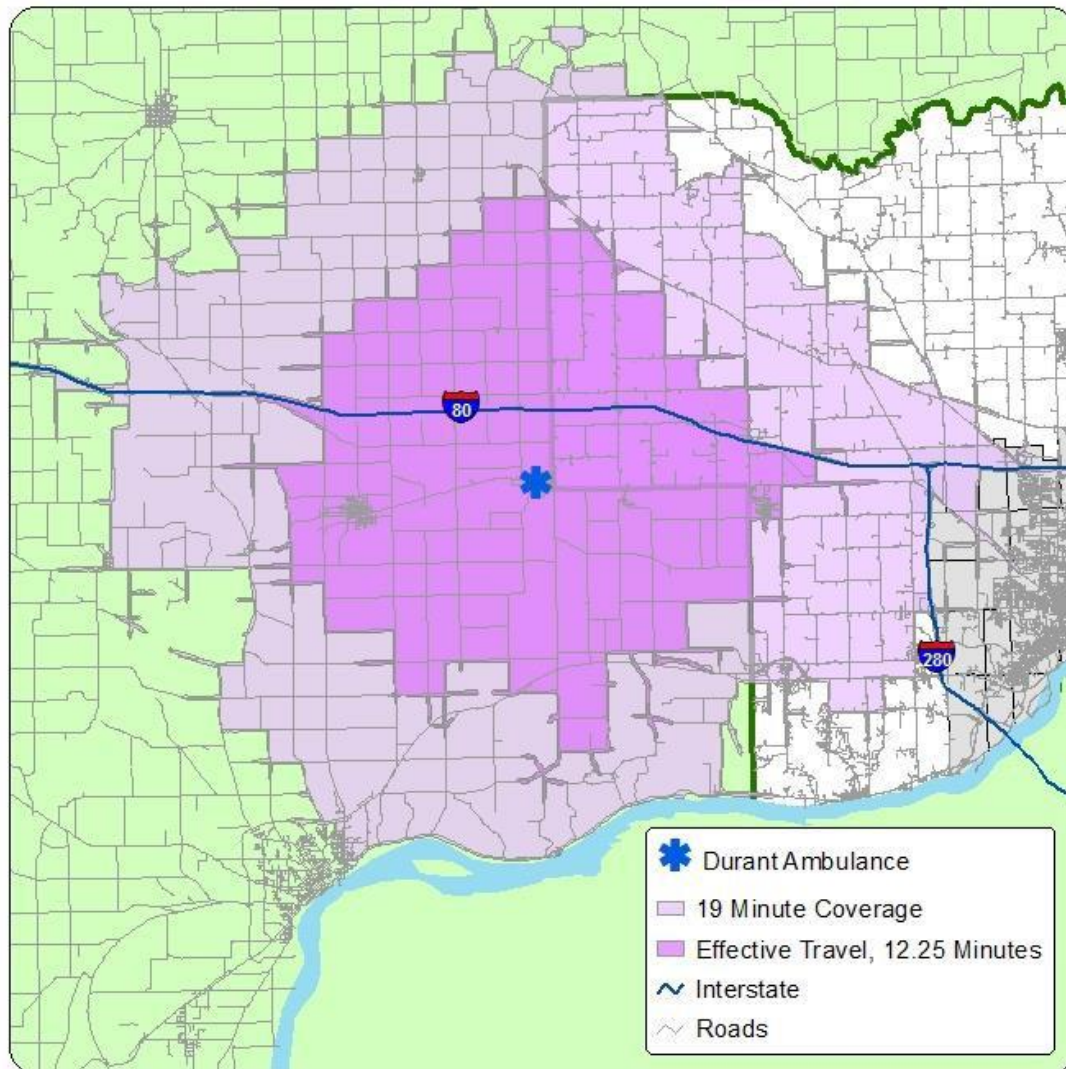 80
280
Durant Ambulance
19 Minute Coverage
Effective Travel, 12.25 Minutes
Interstate
Roads